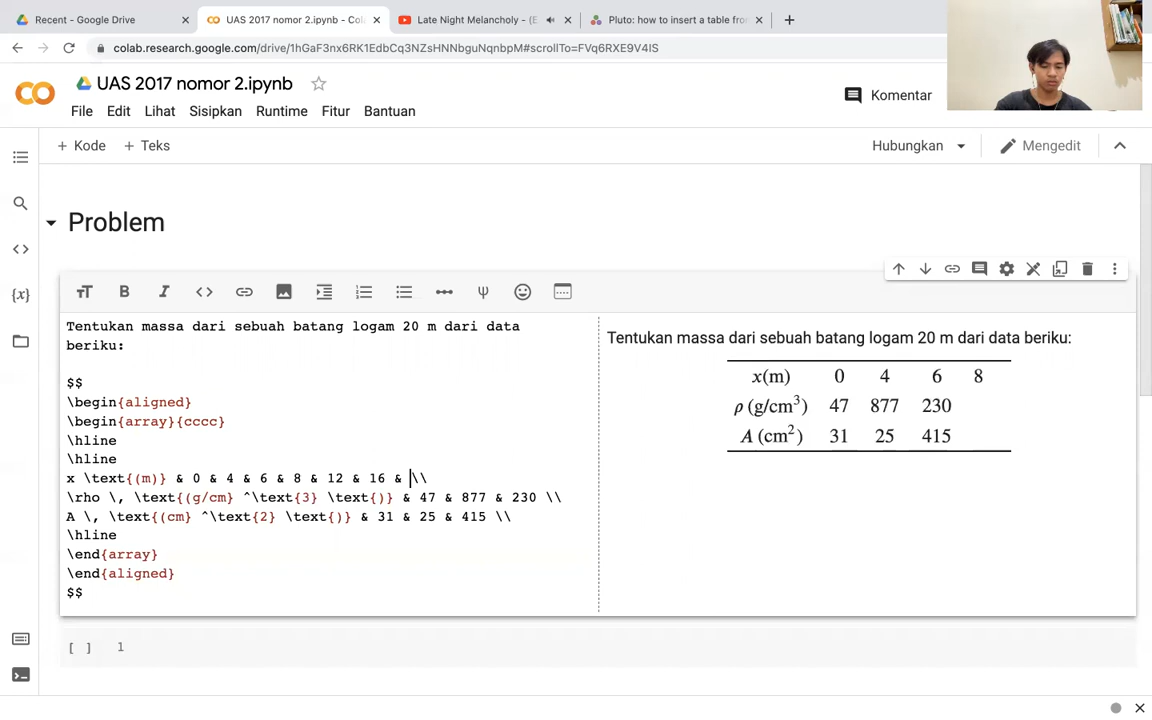 Recent - Google Drive
UAS 2017 nomor 2.ipynb - Col
Late Night Melancholy - (E
Pluto: how to insert a table from
colab.research.google.com/drive/1hGaF3nx6RK1EdbCq3NZsHNNbguNqnbpM#scrollTo=FVq6RXE9V4IS
UAS 2017 nomor 2.ipynb
File Edit Lihat Sisipkan Runtime Fitur Bantuan
Komentar
+ Kode + Teks
Hubungkan
Mengedit
Problem
Tentukan massa dari sebuah batang logam 20 m dari data
beriku:
$$
\begin{aligned}
\begin{array}{cccc}
\hline
\hline
x \text{(m)} & 0 & 4 & 6 & 8 & 12 & 16 & \\
\rho \, \text{(g/cm} ^\text{3} \text{)} & 47 & 877 & 230 \\
A \, \text{(cm} ^\text{2} \text{)} & 31 & 25 & 415 \\
\hline
\end{array}
\end{aligned}
$$
Tentukan massa dari sebuah batang logam 20 m dari data beriku:
x(m) 0 4 6 8
ρ (g/cm³) 47 877 230
A (cm²) 31 25 415
[ ] 1